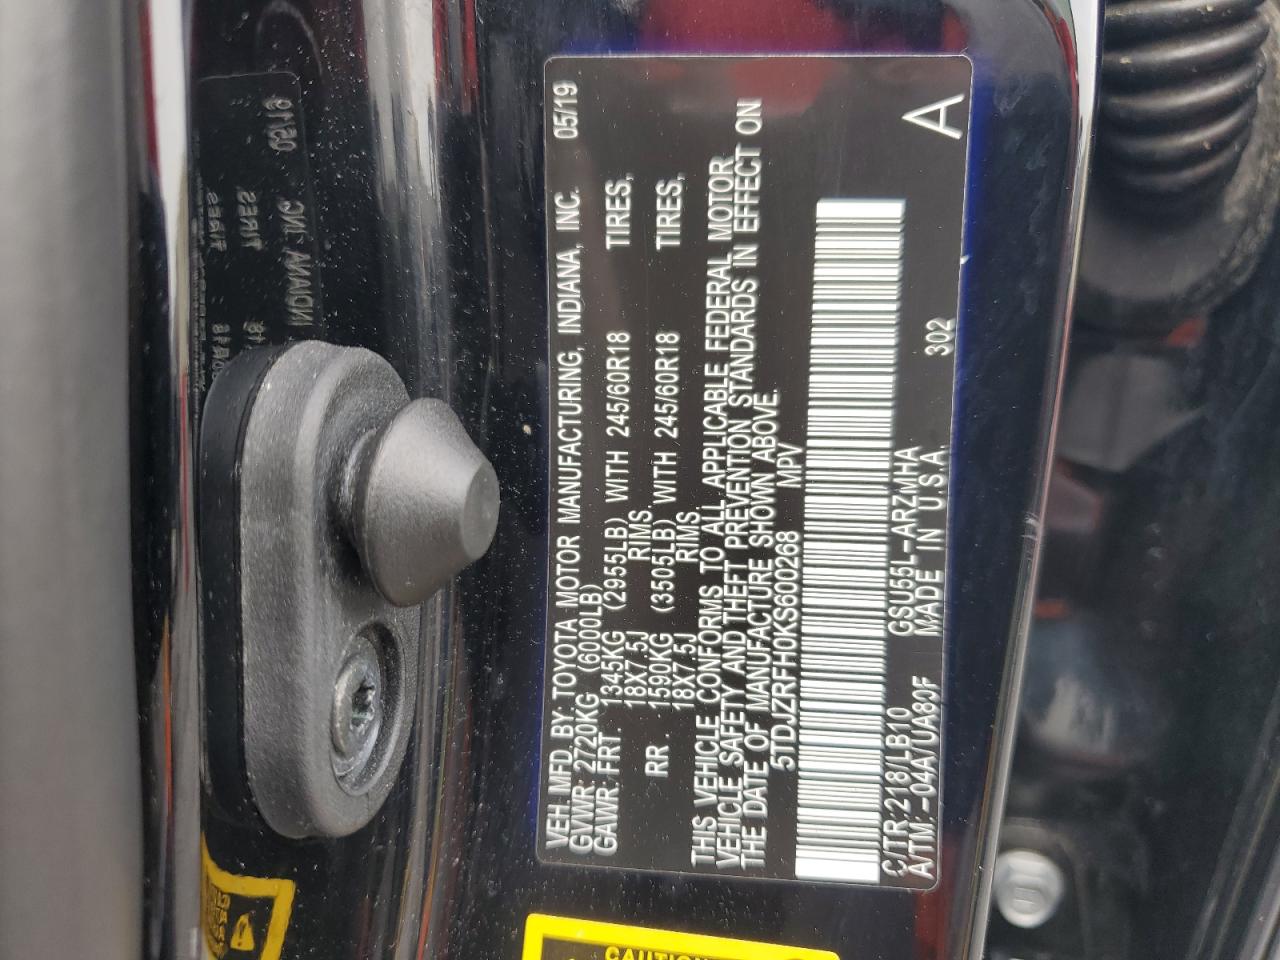 VEH. MFD. BY: TOYOTA MOTOR MANUFACTURING, INDIANA, INC. 05/19
GVWR: 2720KG (6000LB)
GAWR: FRT. 1345KG (2955LB) WITH 245/60R18 TIRES,
18X7.5J RIMS.
RR. 1590KG (3505LB) WITH 245/60R18 TIRES,
18X7.5J RIMS.
THIS VEHICLE CONFORMS TO ALL APPLICABLE FEDERAL MOTOR
VEHICLE SAFETY AND THEFT PREVENTION STANDARDS IN EFFECT ON
THE DATE OF MANUFACTURE SHOWN ABOVE.
5TDJZRFH0KS600268 MPV
C/TR:218/LB10 GSU55L-ARZMHA
A/TM:-04A/UA80F MADE IN U.S.A. 302 A
CAUTION